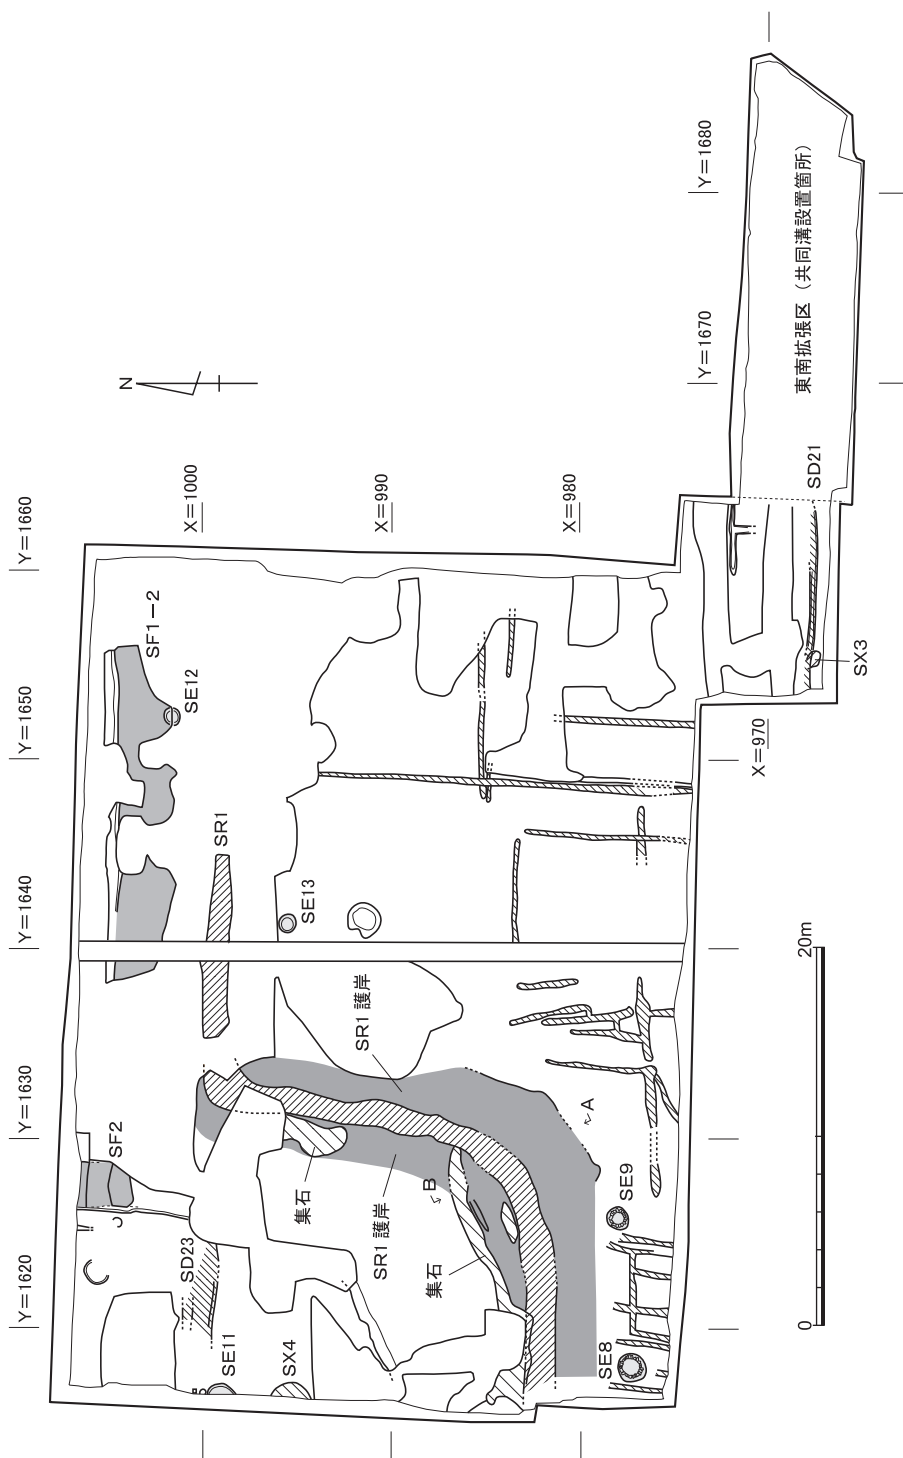 Y=1680
Y=1670
東南拡張区（共同溝設置箇所）
N
X=1000
X=990
X=980
SD21
Y=1660
SF1-2
SE12
SX3
Y=1650
X=970
SR1
Y=1640
SE13
20m
SR1 護岸
Y=1630
A
SF2
集石
B
SE9
SR1 護岸
SD23
集石
Y=1620
SE11
SX4
SE8
0